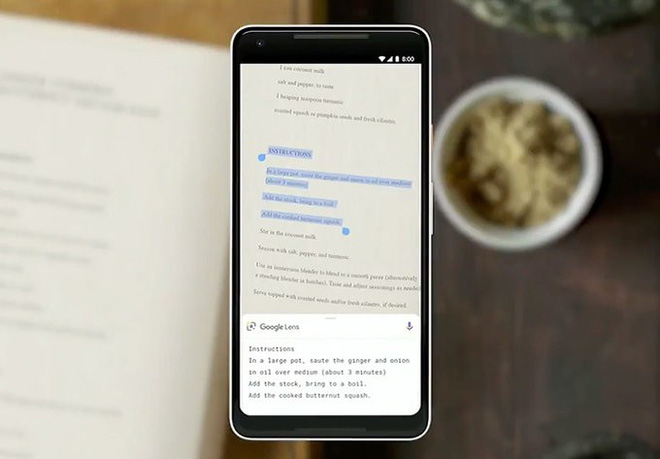 8:00
1 can coconut milk
salt and pepper, to taste
1 heaping teaspoon turmeric
roasted squash or pumpkin seeds and fresh cilantro
INSTRUCTIONS
In a large pot, saute the ginger and onion in oil over medium
(about 3 minutes)
Add the stock, bring to a boil.
Add the cooked butternut squash.
Stir in the coconut milk
Season with salt, pepper, and turmeric
Use an immersion blender to blend to a smooth puree (alternatively,
a standing blender in batches). Taste and adjust seasonings as needed
Serve topped with roasted seeds and/or fresh cilantro, if desired.
Google Lens
Instructions
In a large pot, saute the ginger and onion
in oil over medium (about 3 minutes)
Add the stock, bring to a boil.
Add the cooked butternut squash.